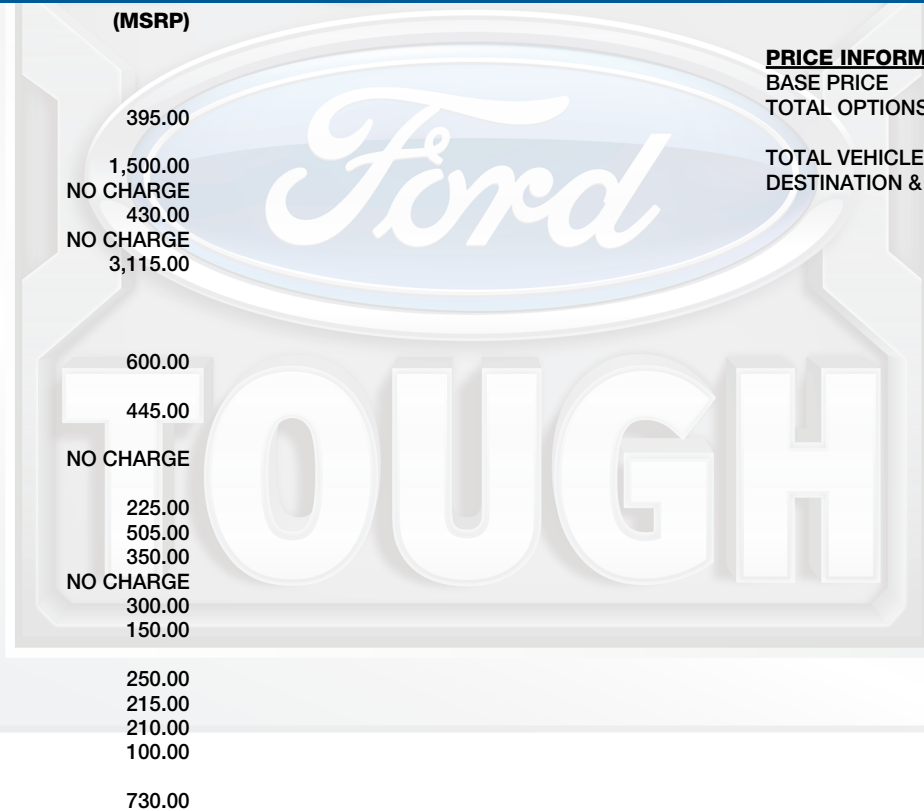 (MSRP)
395.00
1,500.00
NO CHARGE
430.00
NO CHARGE
3,115.00
600.00
445.00
NO CHARGE
225.00
505.00
350.00
NO CHARGE
300.00
150.00
250.00
215.00
210.00
100.00
730.00
PRICE INFORM
BASE PRICE
TOTAL OPTIONS
TOTAL VEHICLE
DESTINATION &
Ford
TOUGH